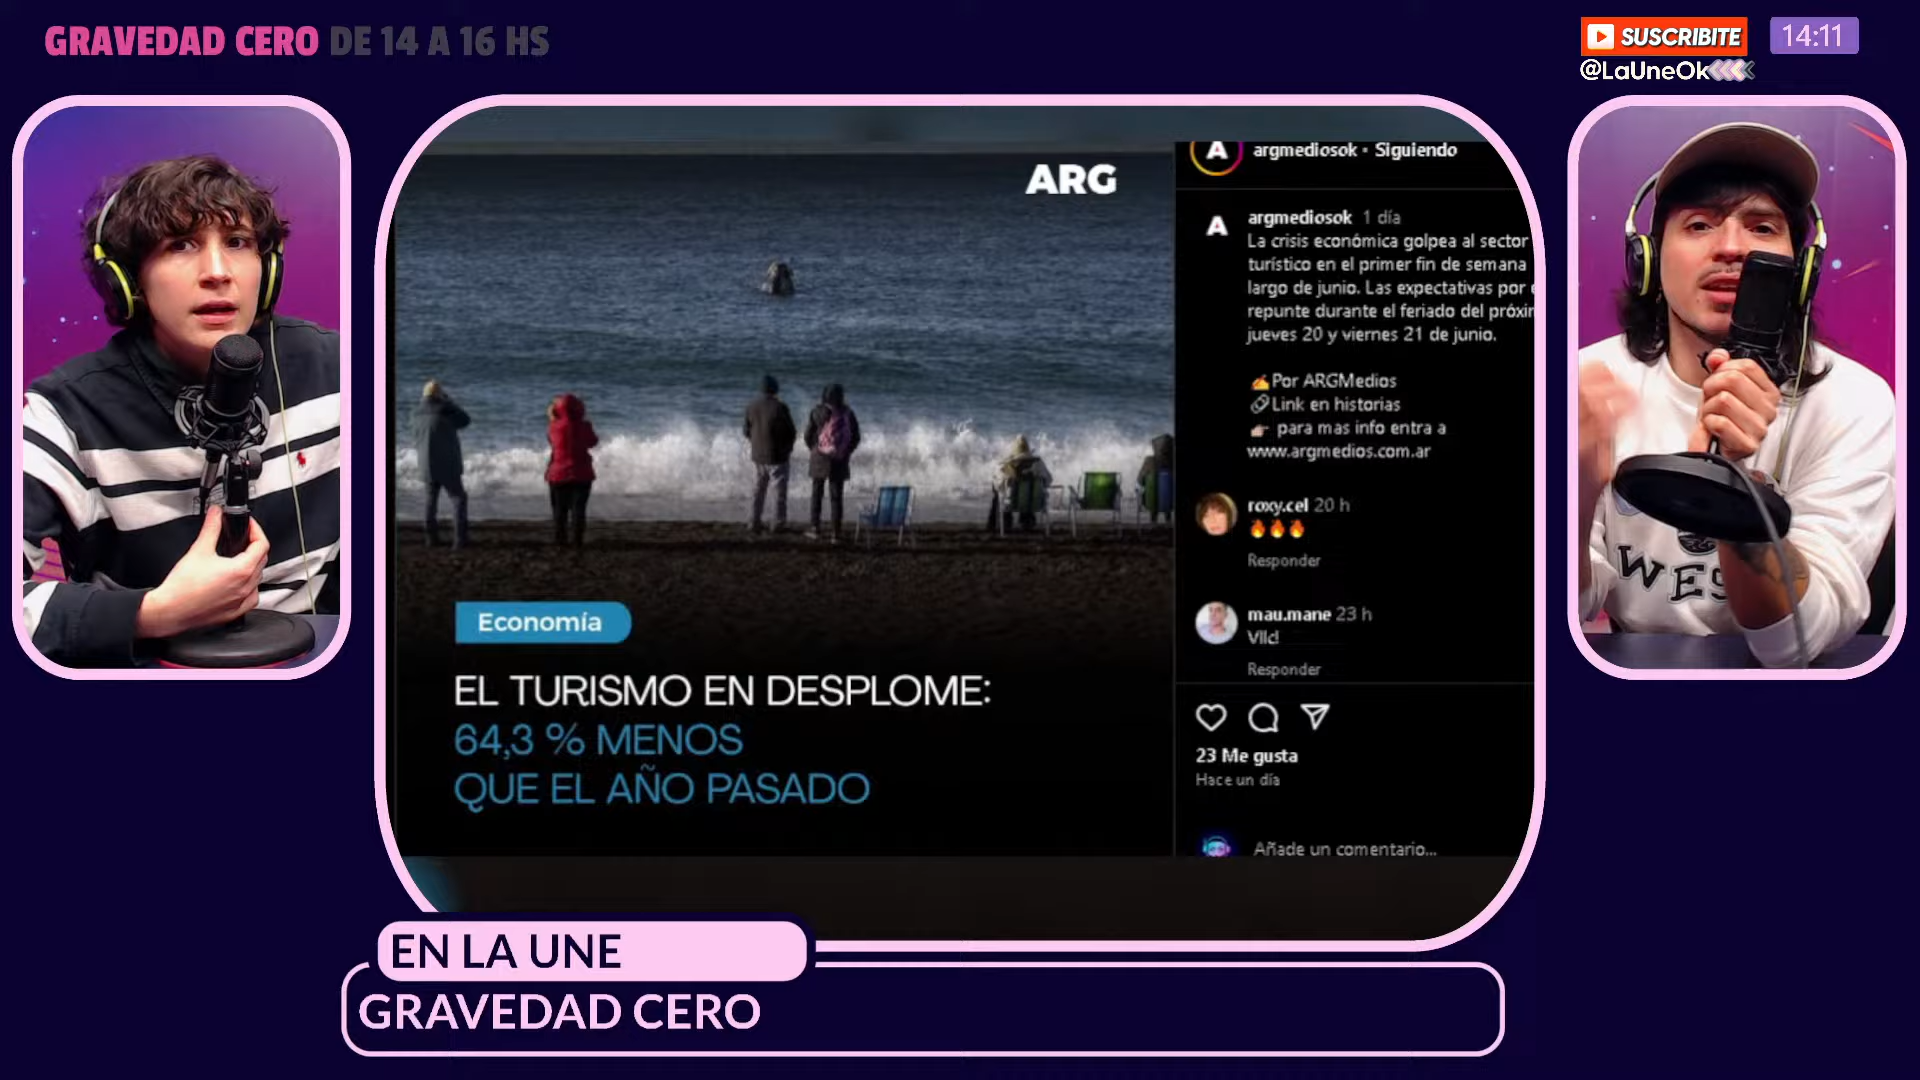 GRAVEDAD CERO DE 14 A 16 HS
SUSCRIBITE
14:11
@LaUneOk
ARG
Economía
EL TURISMO EN DESPLOME:
64,3 % MENOS
QUE EL AÑO PASADO
A
argmediosok • Siguiendo
A
argmediosok 1 día
La crisis económica golpea al sector
turístico en el primer fin de semana
largo de junio. Las expectativas por
repunte durante el feriado del
jueves 20 y viernes 21 de junio.
Por ARGMedios
Link en historias
para mas info entra a
www.argmedios.com.ar
roxy.cel 20 h
Responder
mau.mane 23 h
Vllc!
Responder
23 Me gusta
Hace un día
Añade un comentario...
WES
EN LA UNE
GRAVEDAD CERO